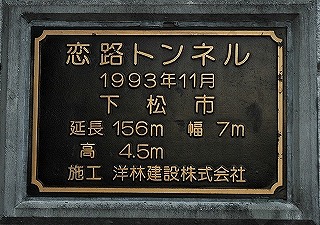 恋路トンネル
1993年11月
下松市
延長 156m 幅 7m
高 4.5m
施工 洋林建設株式会社